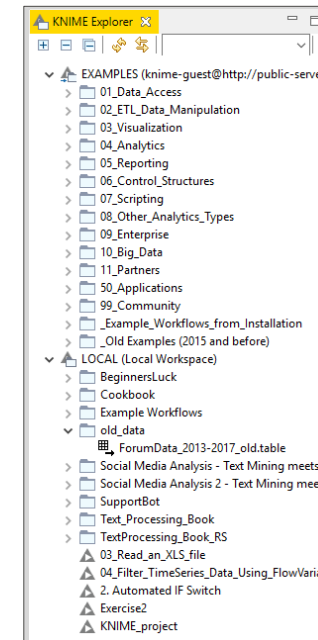 KNIME Explorer
EXAMPLES (knime-guest@http://public-serve
01_Data_Access
02_ETL_Data_Manipulation
03_Visualization
04_Analytics
05_Reporting
06_Control_Structures
07_Scripting
08_Other_Analytics_Types
09_Enterprise
10_Big_Data
11_Partners
50_Applications
99_Community
_Example_Workflows_from_Installation
_Old Examples (2015 and before)
LOCAL (Local Workspace)
BeginnersLuck
Cookbook
Example Workflows
old_data
ForumData_2013-2017_old.table
Social Media Analysis - Text Mining meets
Social Media Analysis 2 - Text Mining mee
SupportBot
Text_Processing_Book
TextProcessing_Book_RS
03_Read_an_XLS_file
04_Filter_TimeSeries_Data_Using_FlowVaria
2. Automated IF Switch
Exercise2
KNIME_project